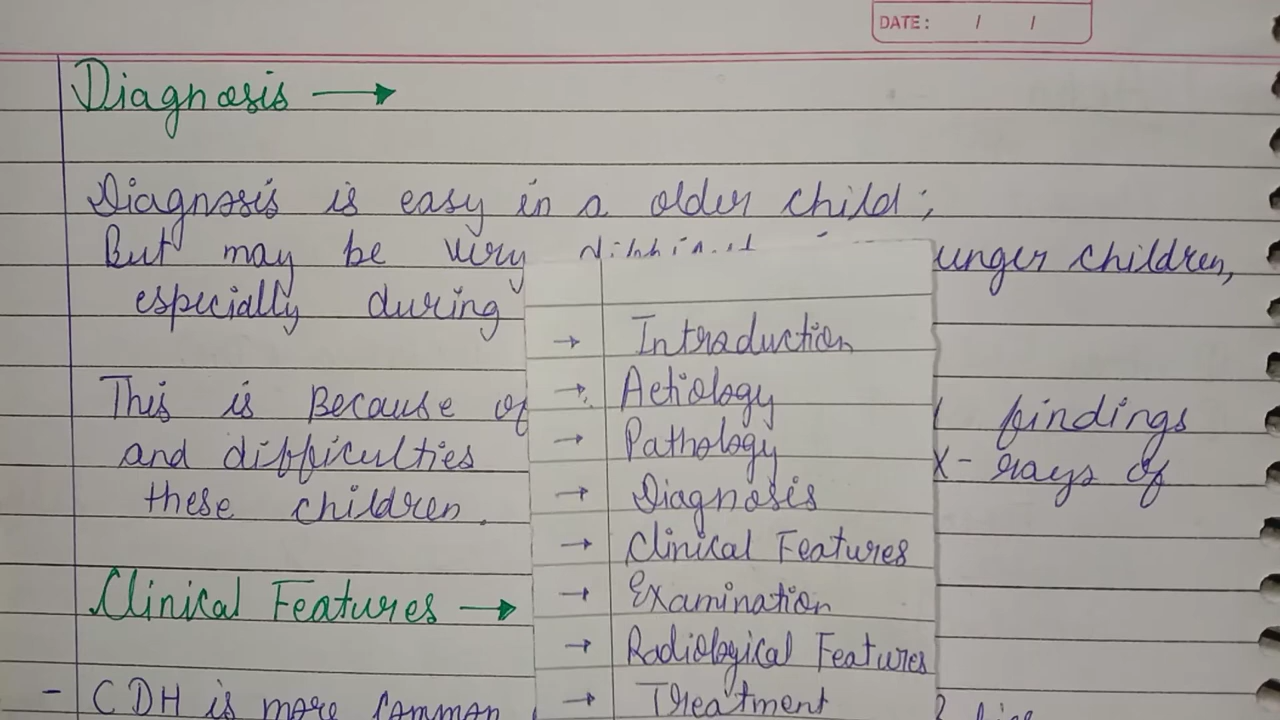 DATE: / /
Diagnosis →
Diagnosis is easy in a older child;
But may be very
unger children,
especially during
This is Because of
findings
and difficulties
X-rays of
these children.
Clinical Features →
- CDH is more common
→ Introduction
→ Aetiology
→ Pathology
→ Diagnosis
→ Clinical Features
→ Examination
→ Radiological Features
→ Treatment